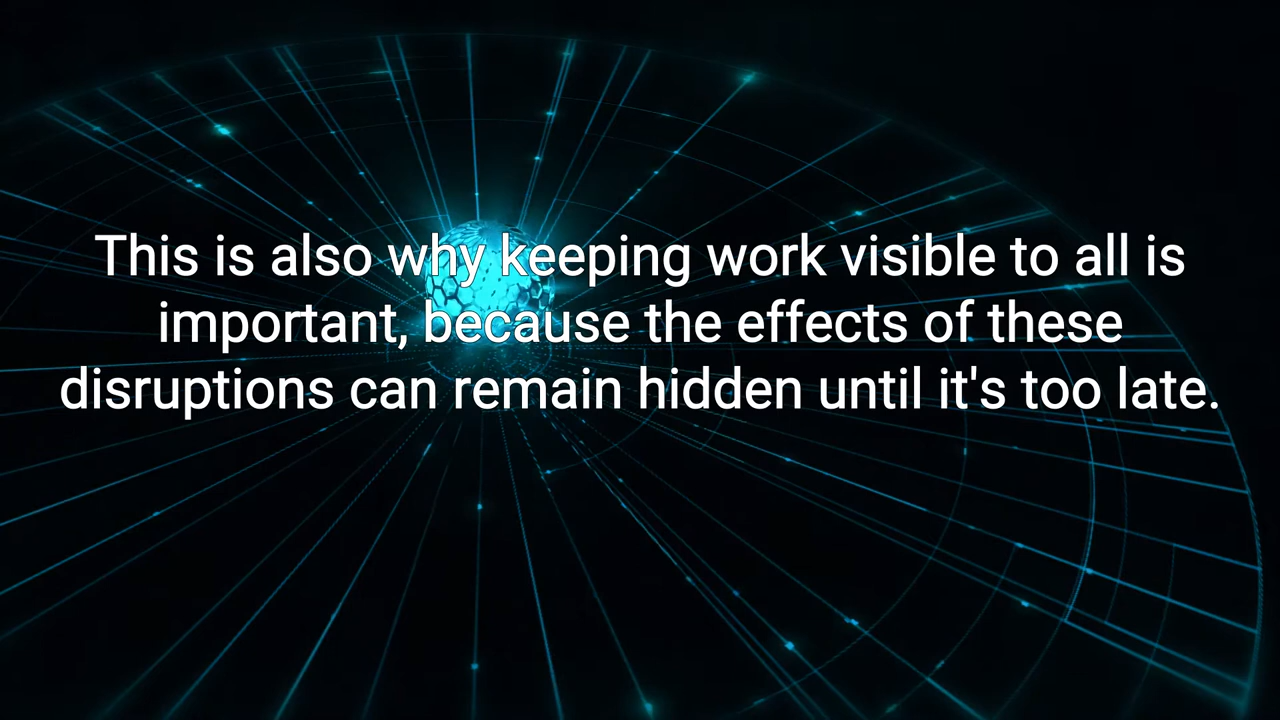 This is also why keeping work visible to all is
important, because the effects of these
disruptions can remain hidden until it's too late.